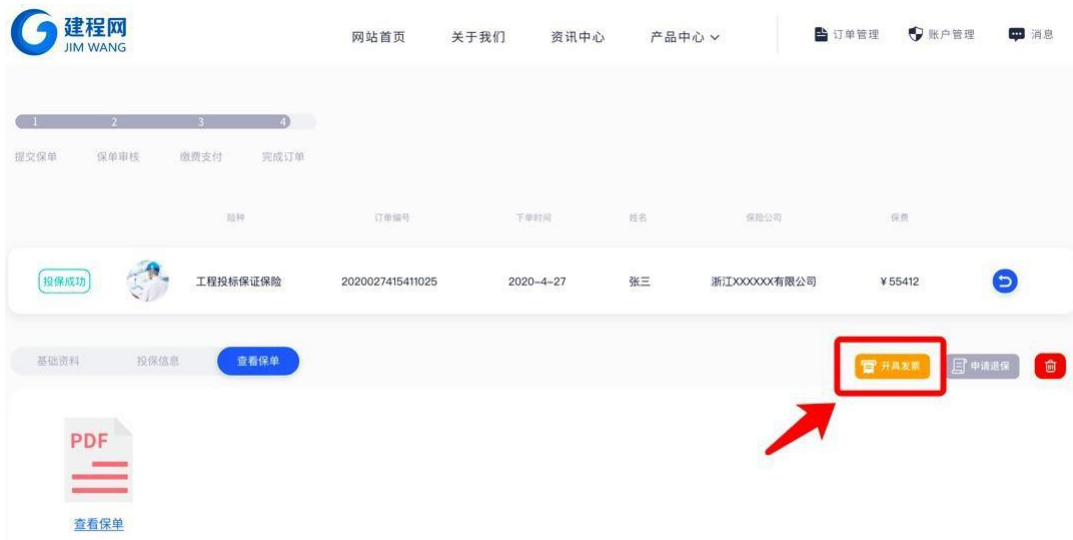 建程网
JIM WANG
网站首页 关于我们 资讯中心 产品中心 订单管理 账户管理 消息
1 2 3 4
提交保单 保单审核 缴费支付 完成订单
险种 订单编号 下单时间 姓名 保险公司 保费
投保成功 工程投标保证保险 2020027415411025 2020-4-27 张三 浙江XXXXXX有限公司 ¥55412
基础资料 投保信息 查看保单 开具发票 申请退保
PDF
查看保单